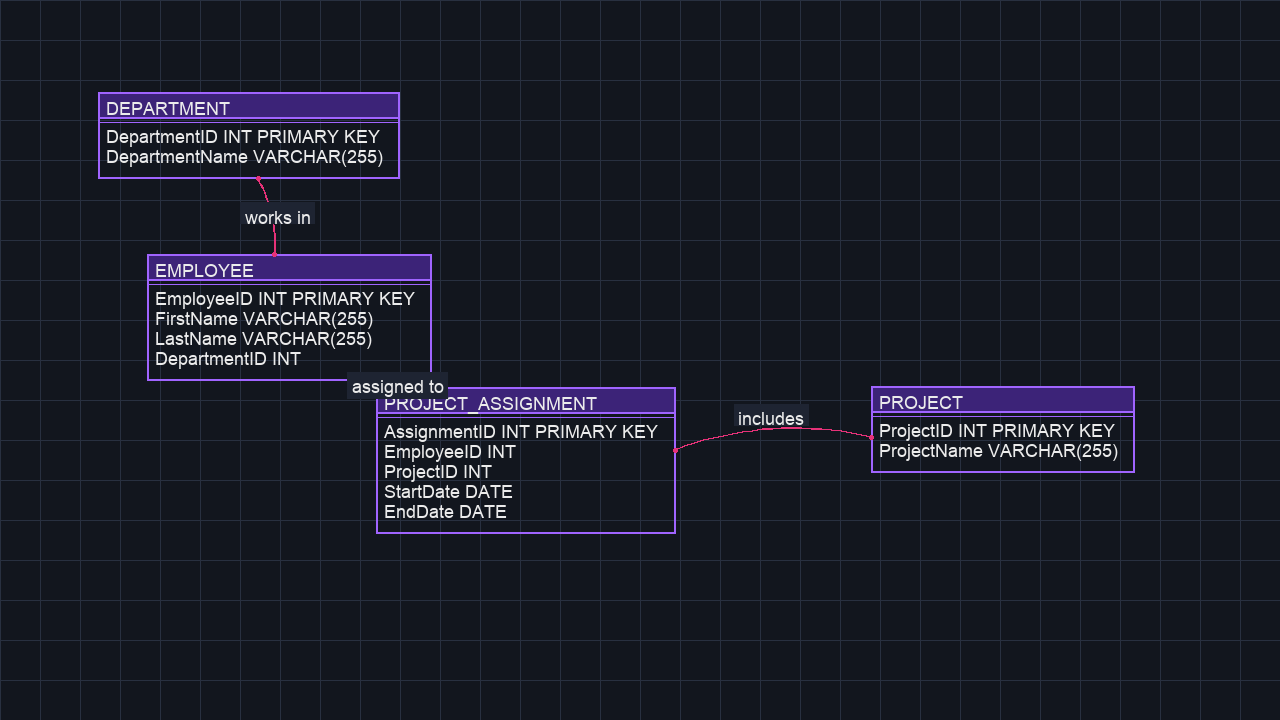 DEPARTMENT
DepartmentID INT PRIMARY KEY
DepartmentName VARCHAR(255)
works in
EMPLOYEE
EmployeeID INT PRIMARY KEY
FirstName VARCHAR(255)
LastName VARCHAR(255)
DepartmentID INT
assigned to
PROJECT_ASSIGNMENT
AssignmentID INT PRIMARY KEY
EmployeeID INT
ProjectID INT
StartDate DATE
EndDate DATE
includes
PROJECT
ProjectID INT PRIMARY KEY
ProjectName VARCHAR(255)